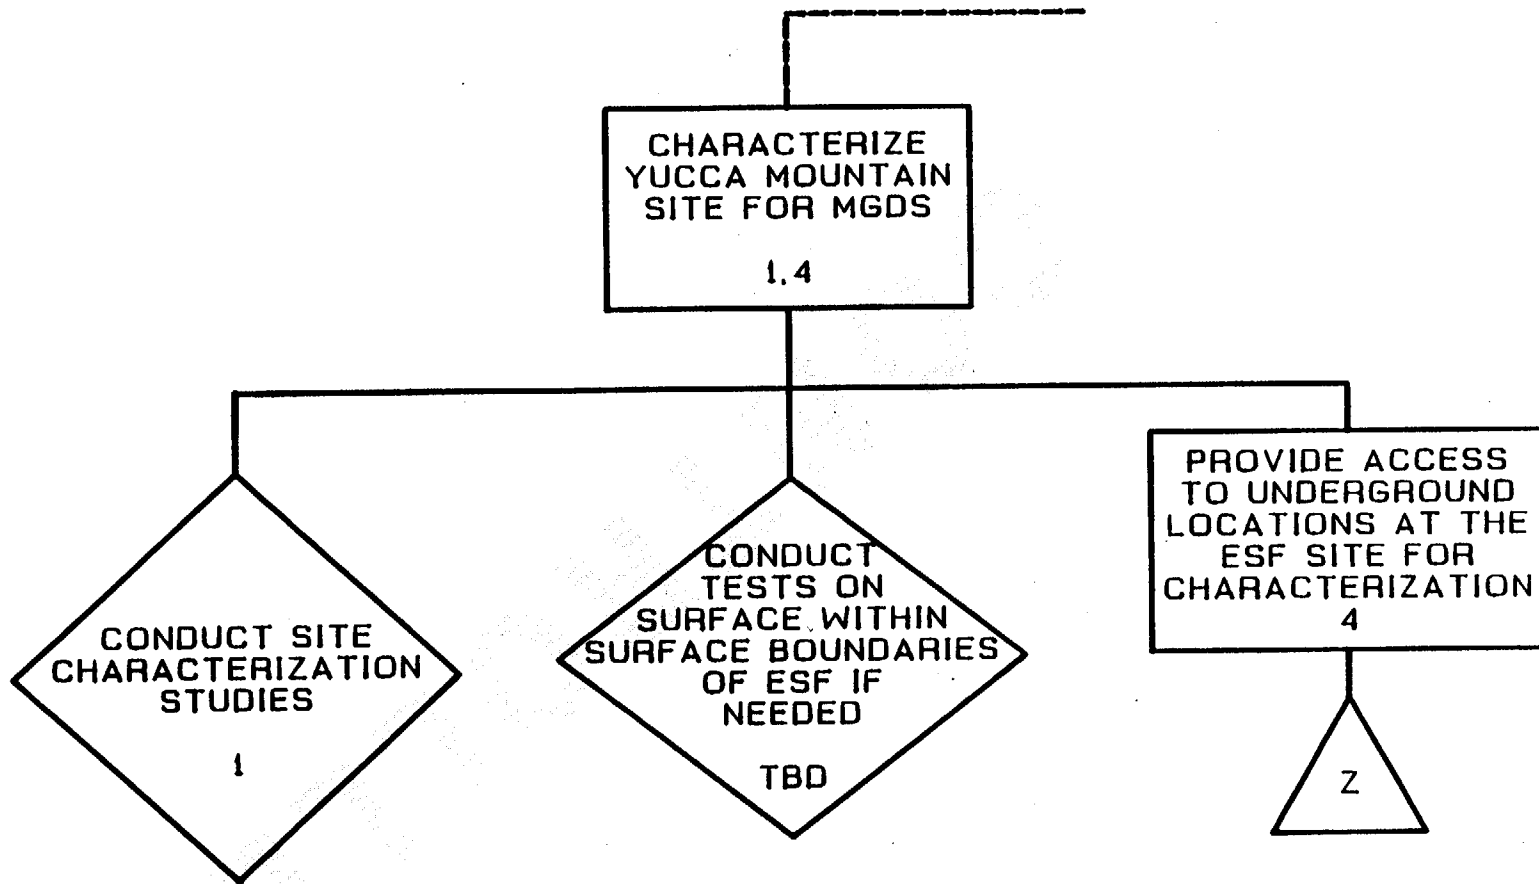 CHARACTERIZE
YUCCA MOUNTAIN
SITE FOR MGDS
1,4
CONDUCT SITE
CHARACTERIZATION
STUDIES
1
CONDUCT
TESTS ON
SURFACE WITHIN
SURFACE BOUNDARIES
OF ESF IF
NEEDED
TBD
PROVIDE ACCESS
TO UNDERGROUND
LOCATIONS AT THE
ESF SITE FOR
CHARACTERIZATION
4
Z